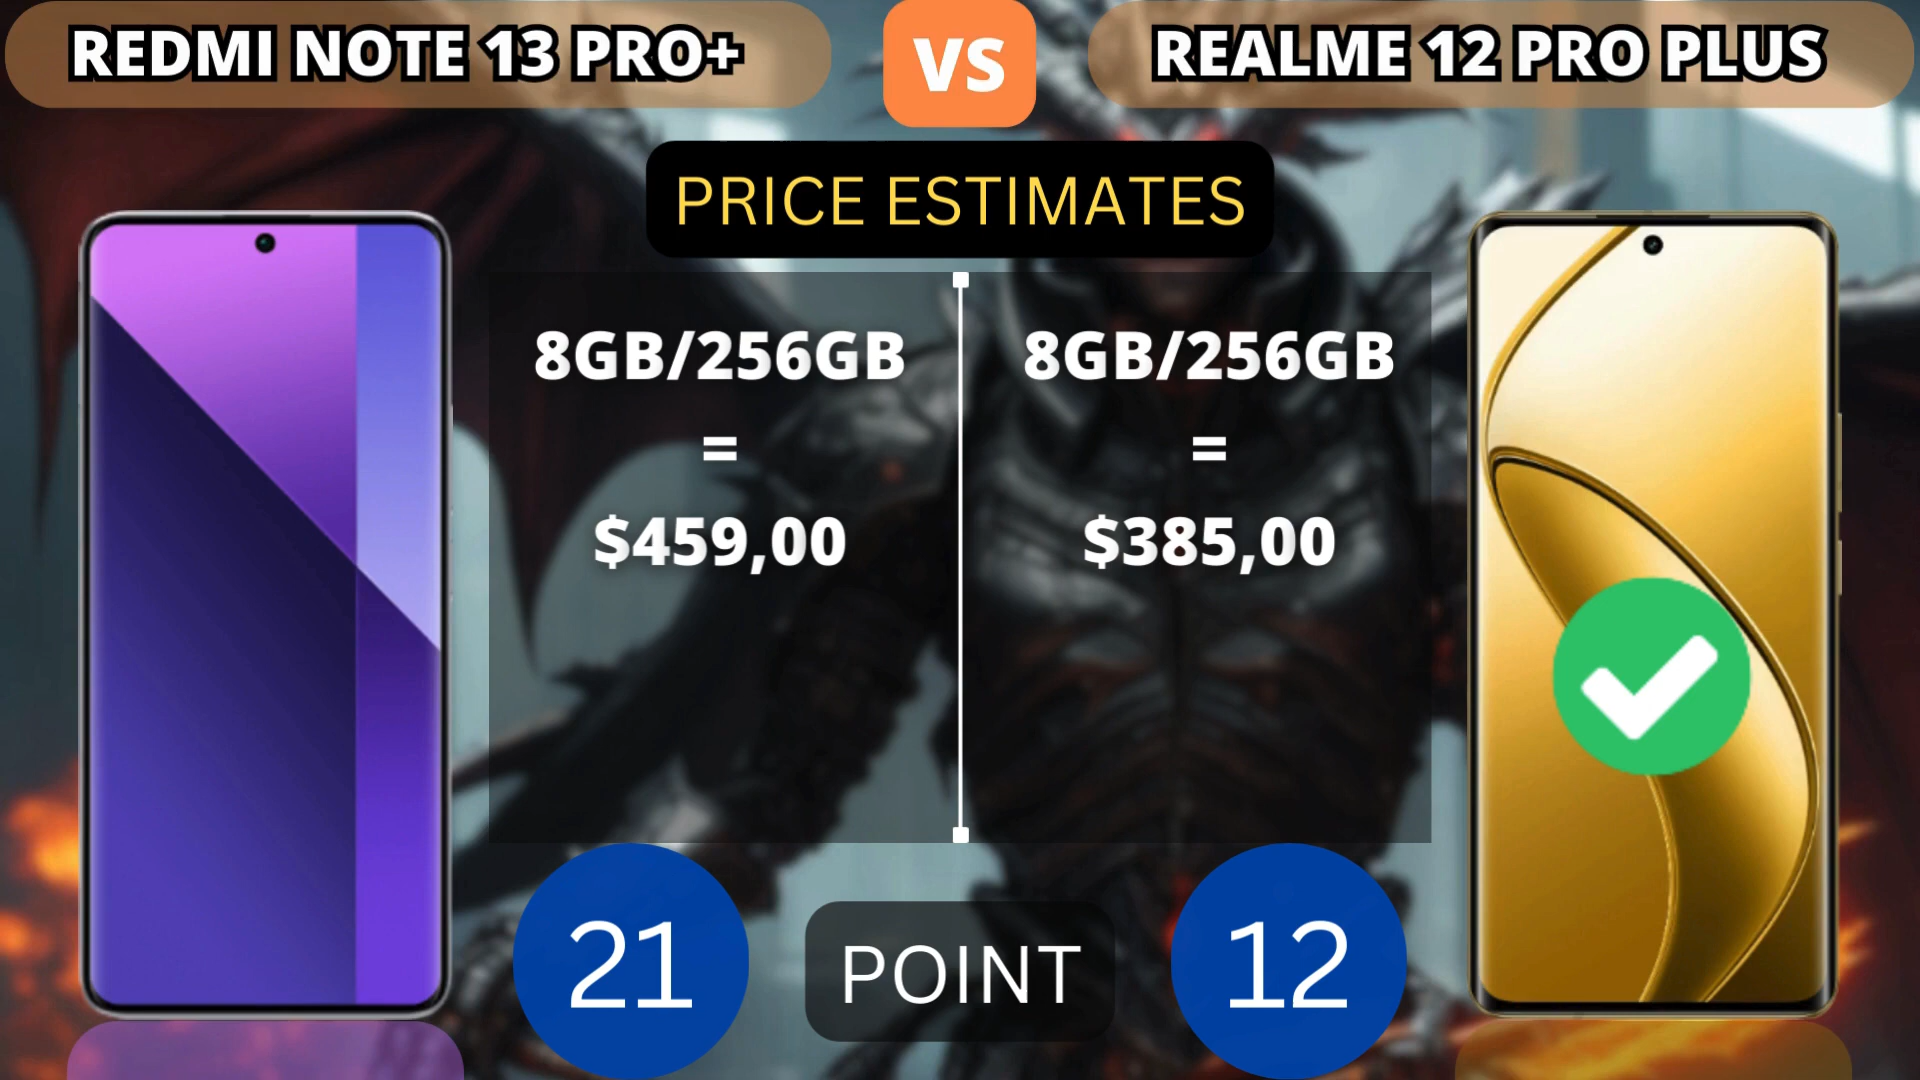 REDMI NOTE 13 PRO+
VS
REALME 12 PRO PLUS
PRICE ESTIMATES
8GB/256GB
=
$459,00
8GB/256GB
=
$385,00
21
POINT
12